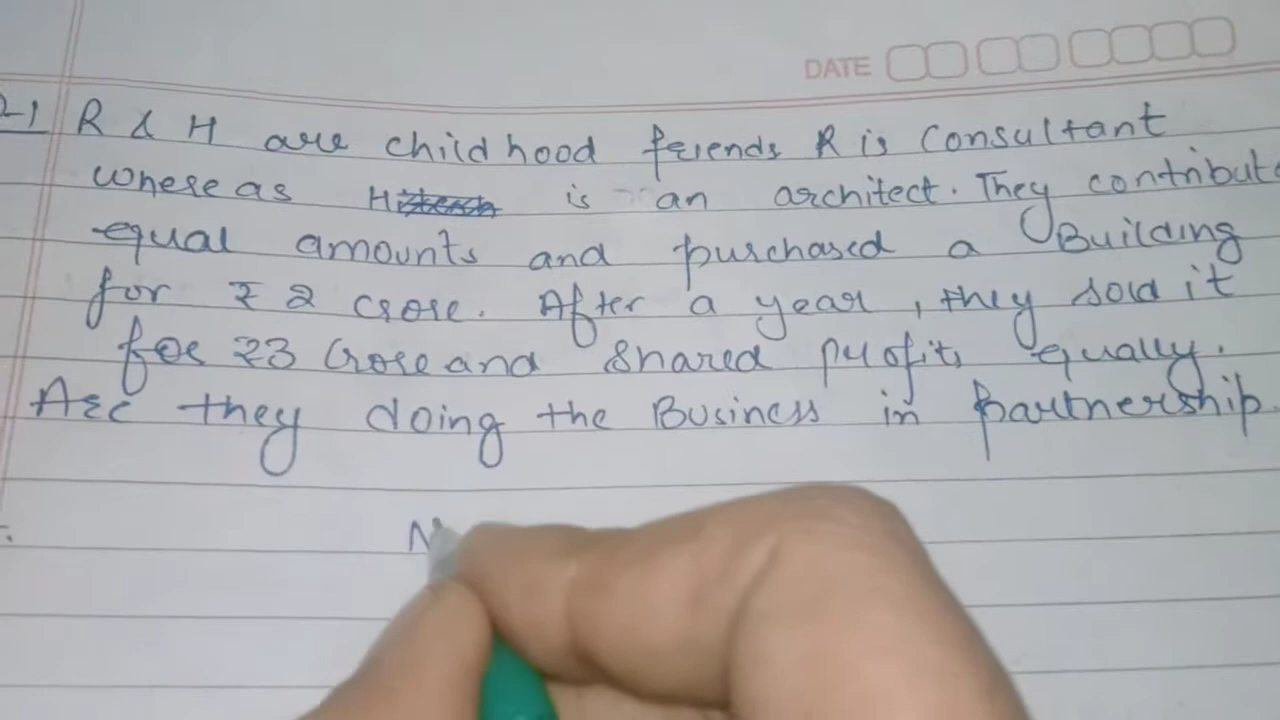 DATE
Q-1 R & H are childhood friends R is Consultant
whereas H is an architect. They contribute
equal amounts and purchased a Building
for ₹ 2 crore. After a year, they sold it
for ₹3 Crore and shared profits equally.
Are they doing the Business in partnership.
N